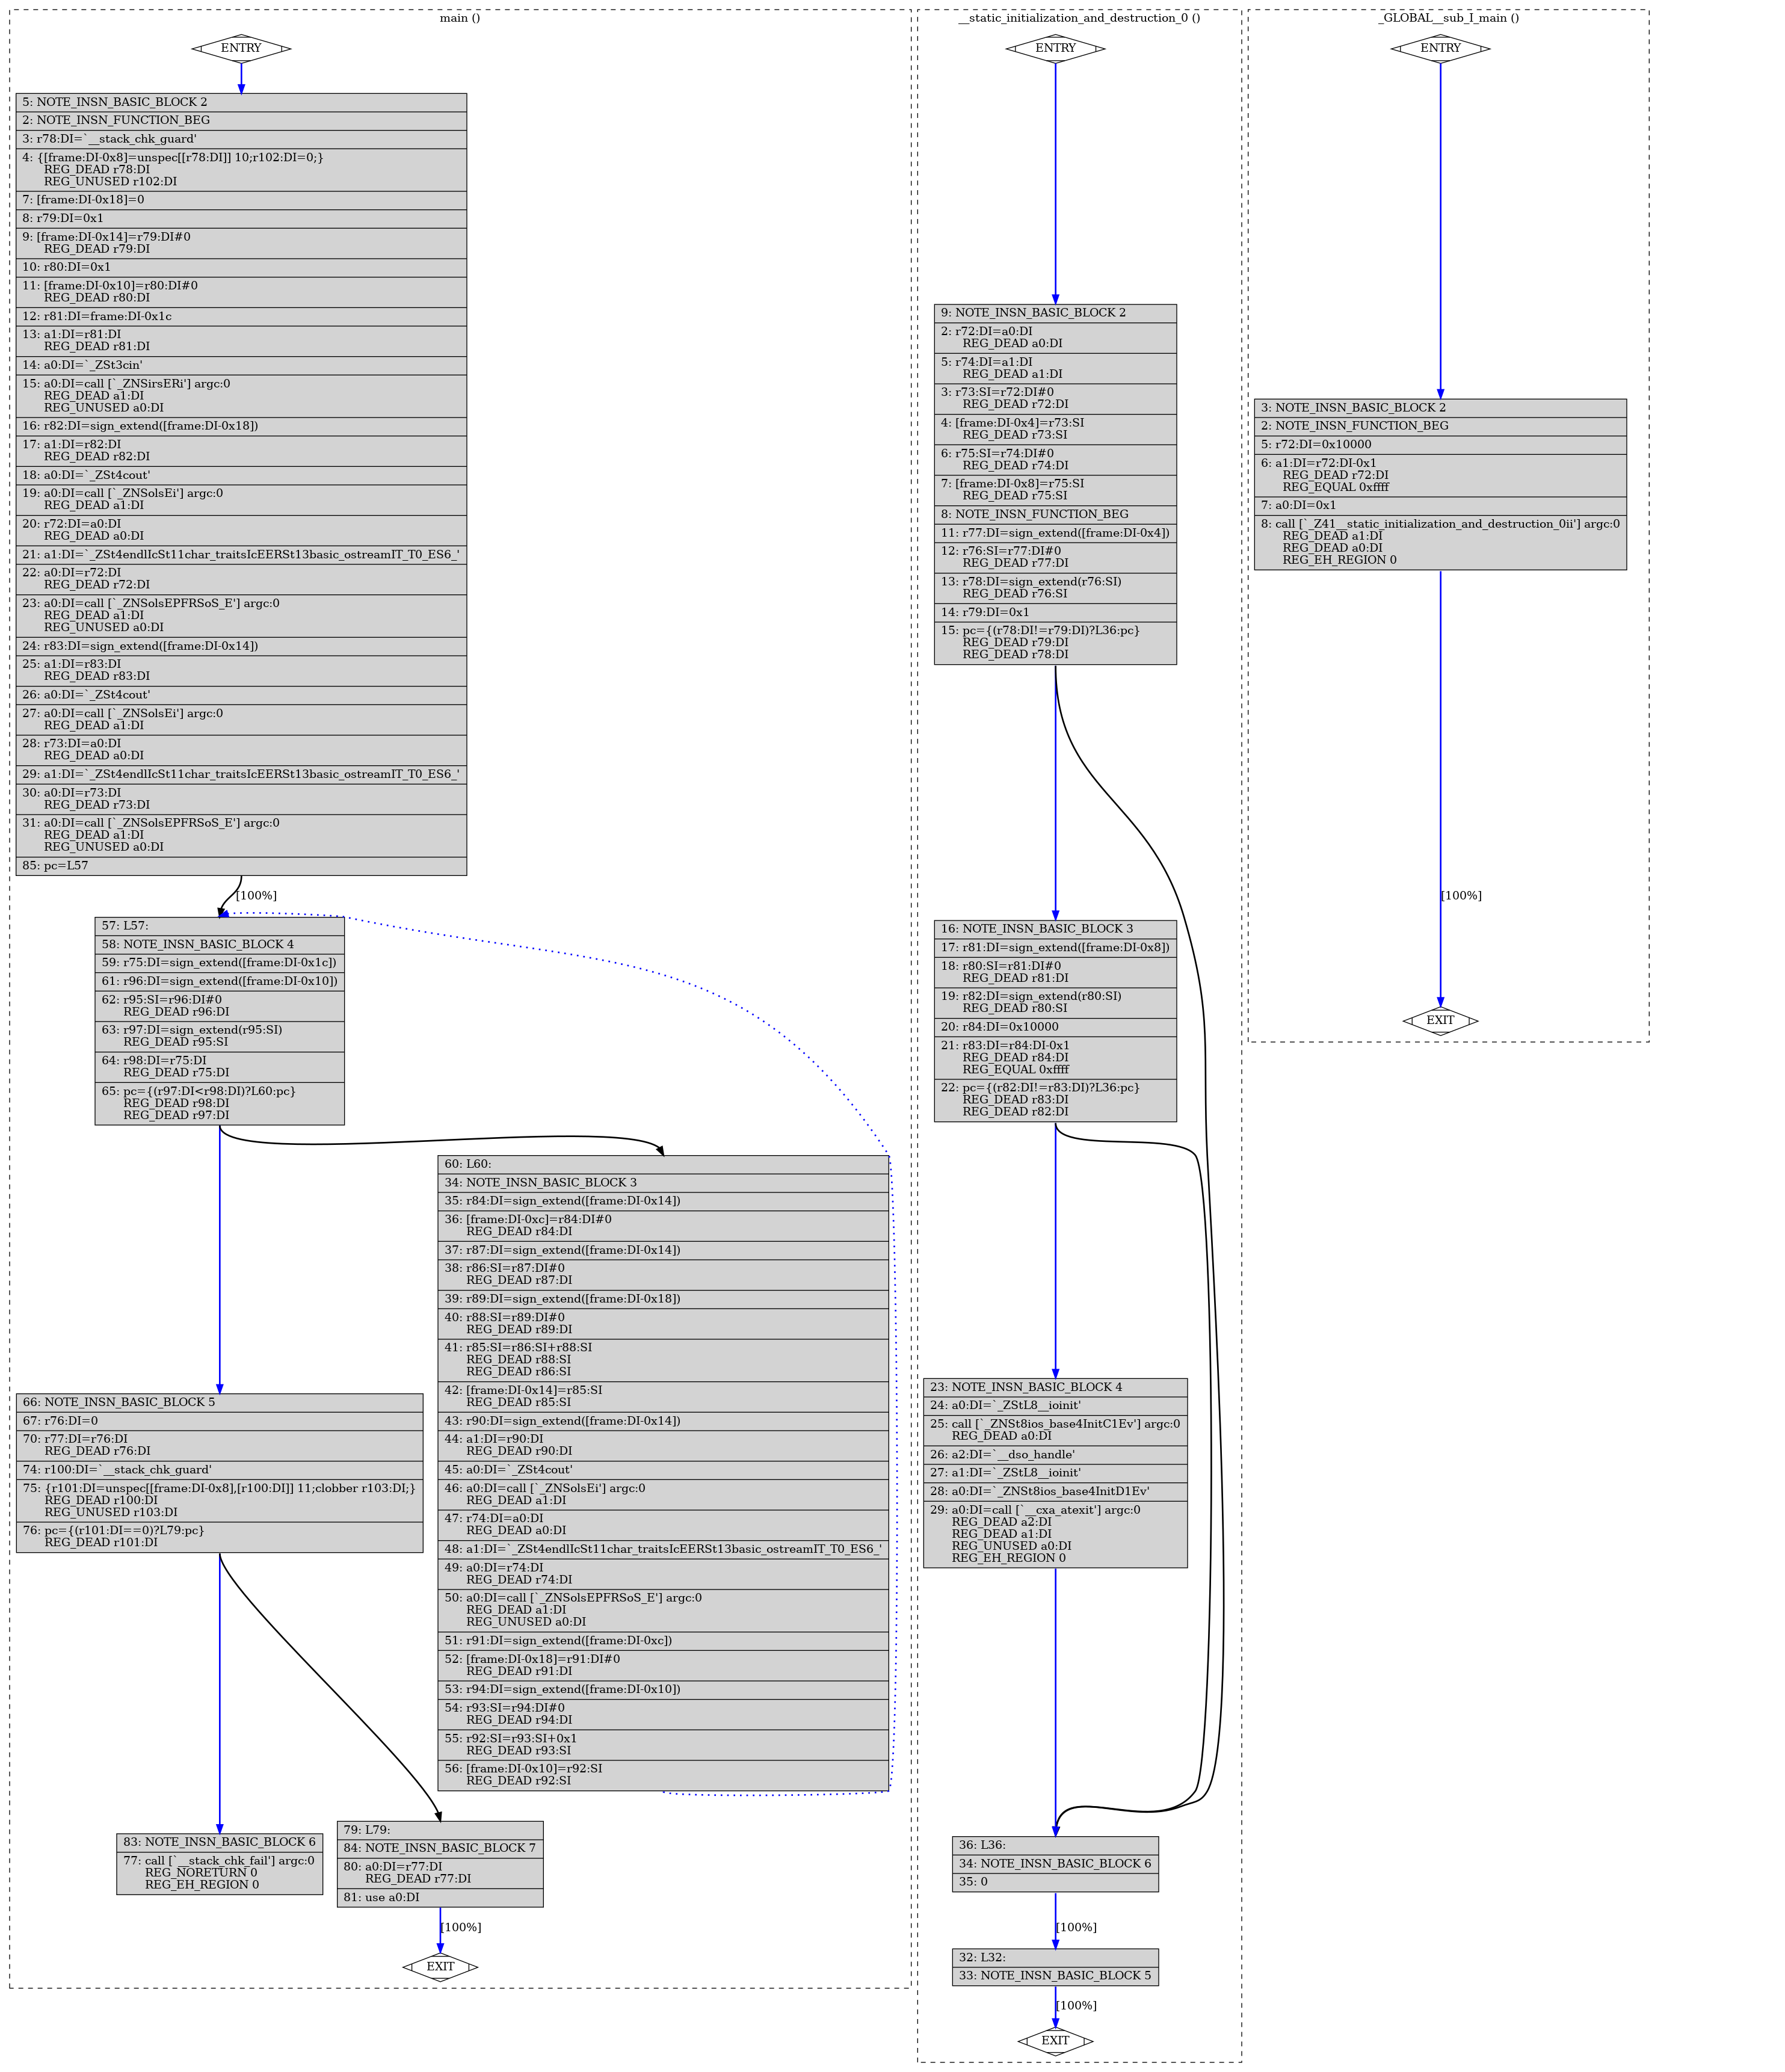 main ()
ENTRY
5: NOTE_INSN_BASIC_BLOCK 2
2: NOTE_INSN_FUNCTION_BEG
3: r78:DI=`__stack_chk_guard'
4: {[frame:DI-0x8]=unspec[[r78:DI]] 10;r102:DI=0;}
REG_DEAD r78:DI
REG_UNUSED r102:DI
7: [frame:DI-0x18]=0
8: r79:DI=0x1
9: [frame:DI-0x14]=r79:DI#0
REG_DEAD r79:DI
10: r80:DI=0x1
11: [frame:DI-0x10]=r80:DI#0
REG_DEAD r80:DI
12: r81:DI=frame:DI-0x1c
13: a1:DI=r81:DI
REG_DEAD r81:DI
14: a0:DI=`_ZSt3cin'
15: a0:DI=call [`_ZNSirsERi'] argc:0
REG_DEAD a1:DI
REG_UNUSED a0:DI
16: r82:DI=sign_extend([frame:DI-0x18])
17: a1:DI=r82:DI
REG_DEAD r82:DI
18: a0:DI=`_ZSt4cout'
19: a0:DI=call [`_ZNSolsEi'] argc:0
REG_DEAD a1:DI
20: r72:DI=a0:DI
REG_DEAD a0:DI
21: a1:DI=`_ZSt4endlIcSt11char_traitsIcEERSt13basic_ostreamIT_T0_ES6_'
22: a0:DI=r72:DI
REG_DEAD r72:DI
23: a0:DI=call [`_ZNSolsEPFRSoS_E'] argc:0
REG_DEAD a1:DI
REG_UNUSED a0:DI
24: r83:DI=sign_extend([frame:DI-0x14])
25: a1:DI=r83:DI
REG_DEAD r83:DI
26: a0:DI=`_ZSt4cout'
27: a0:DI=call [`_ZNSolsEi'] argc:0
REG_DEAD a1:DI
28: r73:DI=a0:DI
REG_DEAD a0:DI
29: a1:DI=`_ZSt4endlIcSt11char_traitsIcEERSt13basic_ostreamIT_T0_ES6_'
30: a0:DI=r73:DI
REG_DEAD r73:DI
31: a0:DI=call [`_ZNSolsEPFRSoS_E'] argc:0
REG_DEAD a1:DI
REG_UNUSED a0:DI
85: pc=L57
[100%]
57: L57:
58: NOTE_INSN_BASIC_BLOCK 4
59: r75:DI=sign_extend([frame:DI-0x1c])
61: r96:DI=sign_extend([frame:DI-0x10])
62: r95:SI=r96:DI#0
REG_DEAD r96:DI
63: r97:DI=sign_extend(r95:SI)
REG_DEAD r95:SI
64: r98:DI=r75:DI
REG_DEAD r75:DI
65: pc={(r97:DI<r98:DI)?L60:pc}
REG_DEAD r98:DI
REG_DEAD r97:DI
60: L60:
34: NOTE_INSN_BASIC_BLOCK 3
35: r84:DI=sign_extend([frame:DI-0x14])
36: [frame:DI-0xc]=r84:DI#0
REG_DEAD r84:DI
37: r87:DI=sign_extend([frame:DI-0x14])
38: r86:SI=r87:DI#0
REG_DEAD r87:DI
39: r89:DI=sign_extend([frame:DI-0x18])
40: r88:SI=r89:DI#0
REG_DEAD r89:DI
41: r85:SI=r86:SI+r88:SI
REG_DEAD r88:SI
REG_DEAD r86:SI
42: [frame:DI-0x14]=r85:SI
REG_DEAD r85:SI
43: r90:DI=sign_extend([frame:DI-0x14])
44: a1:DI=r90:DI
REG_DEAD r90:DI
45: a0:DI=`_ZSt4cout'
46: a0:DI=call [`_ZNSolsEi'] argc:0
REG_DEAD a1:DI
47: r74:DI=a0:DI
REG_DEAD a0:DI
48: a1:DI=`_ZSt4endlIcSt11char_traitsIcEERSt13basic_ostreamIT_T0_ES6_'
49: a0:DI=r74:DI
REG_DEAD r74:DI
50: a0:DI=call [`_ZNSolsEPFRSoS_E'] argc:0
REG_DEAD a1:DI
REG_UNUSED a0:DI
51: r91:DI=sign_extend([frame:DI-0xc])
52: [frame:DI-0x18]=r91:DI#0
REG_DEAD r91:DI
53: r94:DI=sign_extend([frame:DI-0x10])
54: r93:SI=r94:DI#0
REG_DEAD r94:DI
55: r92:SI=r93:SI+0x1
REG_DEAD r93:SI
56: [frame:DI-0x10]=r92:SI
REG_DEAD r92:SI
66: NOTE_INSN_BASIC_BLOCK 5
67: r76:DI=0
70: r77:DI=r76:DI
REG_DEAD r76:DI
74: r100:DI=`__stack_chk_guard'
75: {r101:DI=unspec[[frame:DI-0x8],[r100:DI]] 11;clobber r103:DI;}
REG_DEAD r100:DI
REG_UNUSED r103:DI
76: pc={(r101:DI==0)?L79:pc}
REG_DEAD r101:DI
83: NOTE_INSN_BASIC_BLOCK 6
77: call [`__stack_chk_fail'] argc:0
REG_NORETURN 0
REG_EH_REGION 0
79: L79:
84: NOTE_INSN_BASIC_BLOCK 7
80: a0:DI=r77:DI
REG_DEAD r77:DI
81: use a0:DI
[100%]
EXIT
__static_initialization_and_destruction_0 ()
ENTRY
9: NOTE_INSN_BASIC_BLOCK 2
2: r72:DI=a0:DI
REG_DEAD a0:DI
5: r74:DI=a1:DI
REG_DEAD a1:DI
3: r73:SI=r72:DI#0
REG_DEAD r72:DI
4: [frame:DI-0x4]=r73:SI
REG_DEAD r73:SI
6: r75:SI=r74:DI#0
REG_DEAD r74:DI
7: [frame:DI-0x8]=r75:SI
REG_DEAD r75:SI
8: NOTE_INSN_FUNCTION_BEG
11: r77:DI=sign_extend([frame:DI-0x4])
12: r76:SI=r77:DI#0
REG_DEAD r77:DI
13: r78:DI=sign_extend(r76:SI)
REG_DEAD r76:SI
14: r79:DI=0x1
15: pc={(r78:DI!=r79:DI)?L36:pc}
REG_DEAD r79:DI
REG_DEAD r78:DI
16: NOTE_INSN_BASIC_BLOCK 3
17: r81:DI=sign_extend([frame:DI-0x8])
18: r80:SI=r81:DI#0
REG_DEAD r81:DI
19: r82:DI=sign_extend(r80:SI)
REG_DEAD r80:SI
20: r84:DI=0x10000
21: r83:DI=r84:DI-0x1
REG_DEAD r84:DI
REG_EQUAL 0xffff
22: pc={(r82:DI!=r83:DI)?L36:pc}
REG_DEAD r83:DI
REG_DEAD r82:DI
23: NOTE_INSN_BASIC_BLOCK 4
24: a0:DI=`_ZStL8__ioinit'
25: call [`_ZNSt8ios_base4InitC1Ev'] argc:0
REG_DEAD a0:DI
26: a2:DI=`__dso_handle'
27: a1:DI=`_ZStL8__ioinit'
28: a0:DI=`_ZNSt8ios_base4InitD1Ev'
29: a0:DI=call [`__cxa_atexit'] argc:0
REG_DEAD a2:DI
REG_DEAD a1:DI
REG_UNUSED a0:DI
REG_EH_REGION 0
36: L36:
34: NOTE_INSN_BASIC_BLOCK 6
35: 0
[100%]
32: L32:
33: NOTE_INSN_BASIC_BLOCK 5
[100%]
EXIT
_GLOBAL__sub_I_main ()
ENTRY
3: NOTE_INSN_BASIC_BLOCK 2
2: NOTE_INSN_FUNCTION_BEG
5: r72:DI=0x10000
6: a1:DI=r72:DI-0x1
REG_DEAD r72:DI
REG_EQUAL 0xffff
7: a0:DI=0x1
8: call [`_Z41__static_initialization_and_destruction_0ii'] argc:0
REG_DEAD a1:DI
REG_DEAD a0:DI
REG_EH_REGION 0
[100%]
EXIT